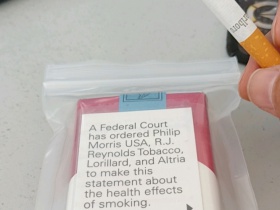 Marlboro
A Federal Court
has ordered Philip
Morris USA, R.J.
Reynolds Tobacco,
Lorillard, and Altria
to make this
statement about
the health effects
of smoking.